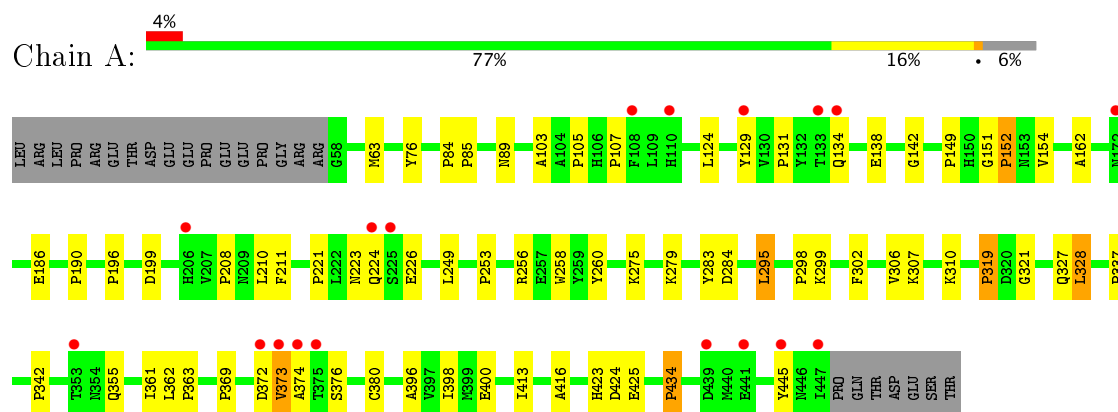 4%
Chain A:
77% 16% • 6%
LEU ARG LEU PRO ARG GLU THR ASP GLU GLU PRO GLU GLU PRO GLY ARG ARG G58 M63 Y76 P84 P85 N89 A103 A104 P105 H106 P107 F108 L109 H110 L124 Y129 V130 P131 Y132 T133 Q134 E138 G142 P149 H150 G151 P152 N153 V154 A162 N172
E186 P190 P196 D199 H206 V207 P208 N209 L210 F211 P221 L222 N223 Q224 S225 E226 L249 P253 R256 E257 W258 Y259 Y260 K275 K279 Y283 D284 L295 P298 K299 F302 V306 K307 K310 P319 D320 G321 Q327 L328 P337
P342 T353 N354 Q355 I361 L362 P363 P369 D372 V373 A374 T375 S376 C380 A396 V397 I398 M399 E400 I413 A416 H423 D424 E425 P434 D439 M440 E441 Y445 N446 I447 PRO GLN THR ASP GLU SER THR